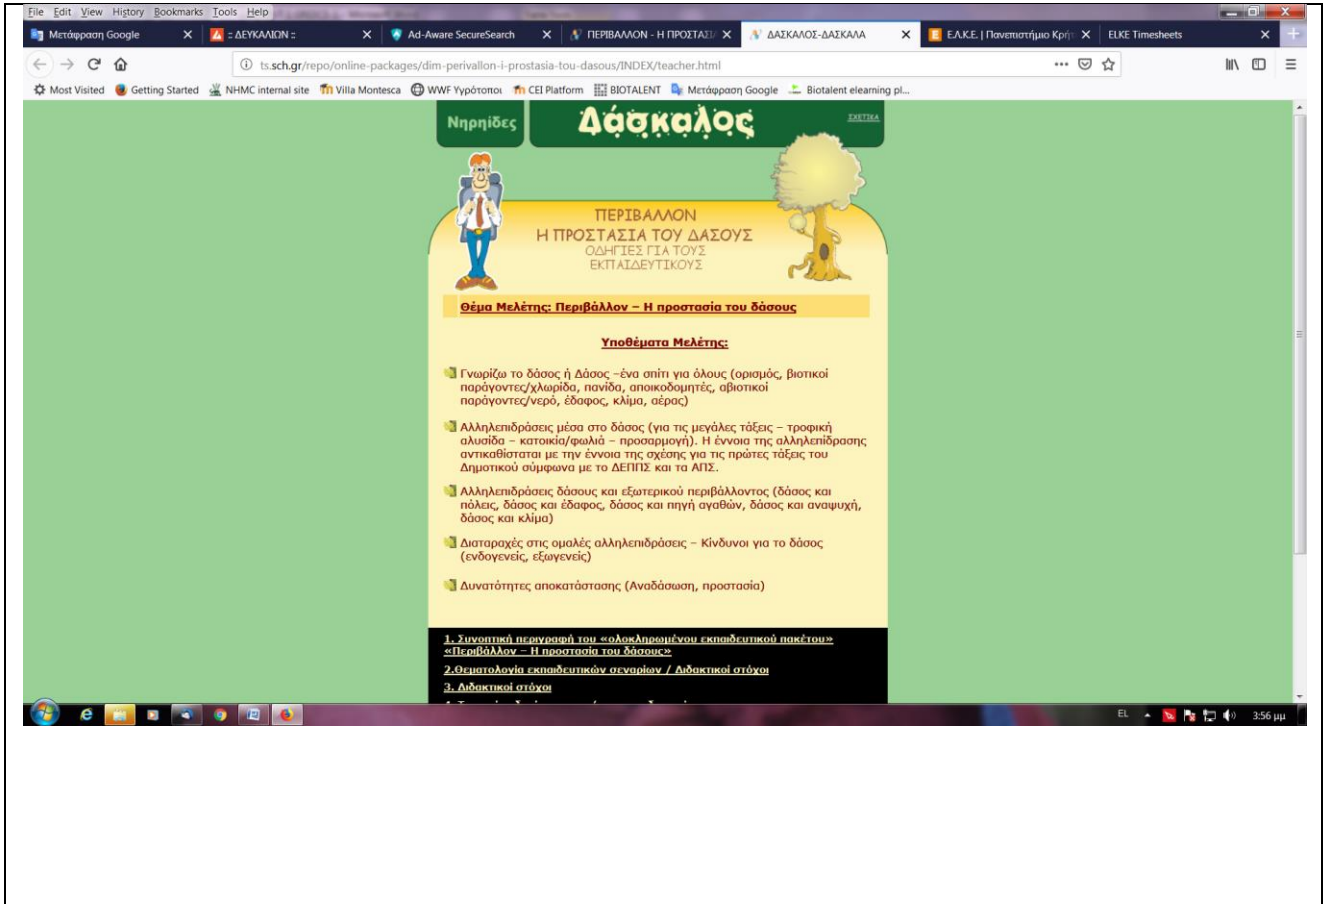 File Edit View History Bookmarks Tools Help
Μετάφραση Google :: ΔΕΥΚΑΛΙΩΝ :: Ad-Aware SecureSearch ΠΕΡΙΒΑΛΛΟΝ - Η ΠΡΟΣΤΑΣΙΑ ΔΑΣΚΑΛΟΣ-ΔΑΣΚΑΛΑ Ε.Λ.Κ.Ε. | Πανεπιστήμιο Κρήτ ELKE Timesheets
ts.sch.gr/repo/online-packages/dim-perivallon-i-prostasia-tou-dasous/INDEX/teacher.html
Most Visited Getting Started NHMC internal site Villa Montesca WWF Υγρότοποι CEI Platform BIOTALENT Μετάφραση Google Biotalent elearning pl...
Νηρηίδες Δάσκαλος ΣΧΕΤΙΚΑ
ΠΕΡΙΒΑΛΛΟΝ
Η ΠΡΟΣΤΑΣΙΑ ΤΟΥ ΔΑΣΟΥΣ
ΟΔΗΓΙΕΣ ΓΙΑ ΤΟΥΣ
ΕΚΠΑΙΔΕΥΤΙΚΟΥΣ
Θέμα Μελέτης: Περιβάλλον – Η προστασία του δάσους
Υποθέματα Μελέτης:
Γνωρίζω το δάσος ή Δάσος –ένα σπίτι για όλους (ορισμός, βιοτικοί
παράγοντες/χλωρίδα, πανίδα, αποικοδομητές, αβιοτικοί
παράγοντες/νερό, έδαφος, κλίμα, αέρας)
Αλληλεπιδράσεις μέσα στο δάσος (για τις μεγάλες τάξεις – τροφική
αλυσίδα – κατοικία/φωλιά – προσαρμογή). Η έννοια της αλληλεπίδρασης
αντικαθίσταται με την έννοια της σχέσης για τις πρώτες τάξεις του
Δημοτικού σύμφωνα με το ΔΕΠΠΣ και τα ΑΠΣ.
Αλληλεπιδράσεις δάσους και εξωτερικού περιβάλλοντος (δάσος και
πόλεις, δάσος και έδαφος, δάσος και πηγή αγαθών, δάσος και αναψυχή,
δάσος και κλίμα)
Διαταραχές στις ομαλές αλληλεπιδράσεις – Κίνδυνοι για το δάσος
(ενδογενείς, εξωγενείς)
Δυνατότητες αποκατάστασης (Αναδάσωση, προστασία)
1. Συνοπτική περιγραφή του «ολοκληρωμένου εκπαιδευτικού πακέτου»
«Περιβάλλον – Η προστασία του δάσους»
2.Θεματολογία εκπαιδευτικών σεναρίων / Διδακτικοί στόχοι
3. Διδακτικοί στόχοι
EL 3:56 μμ